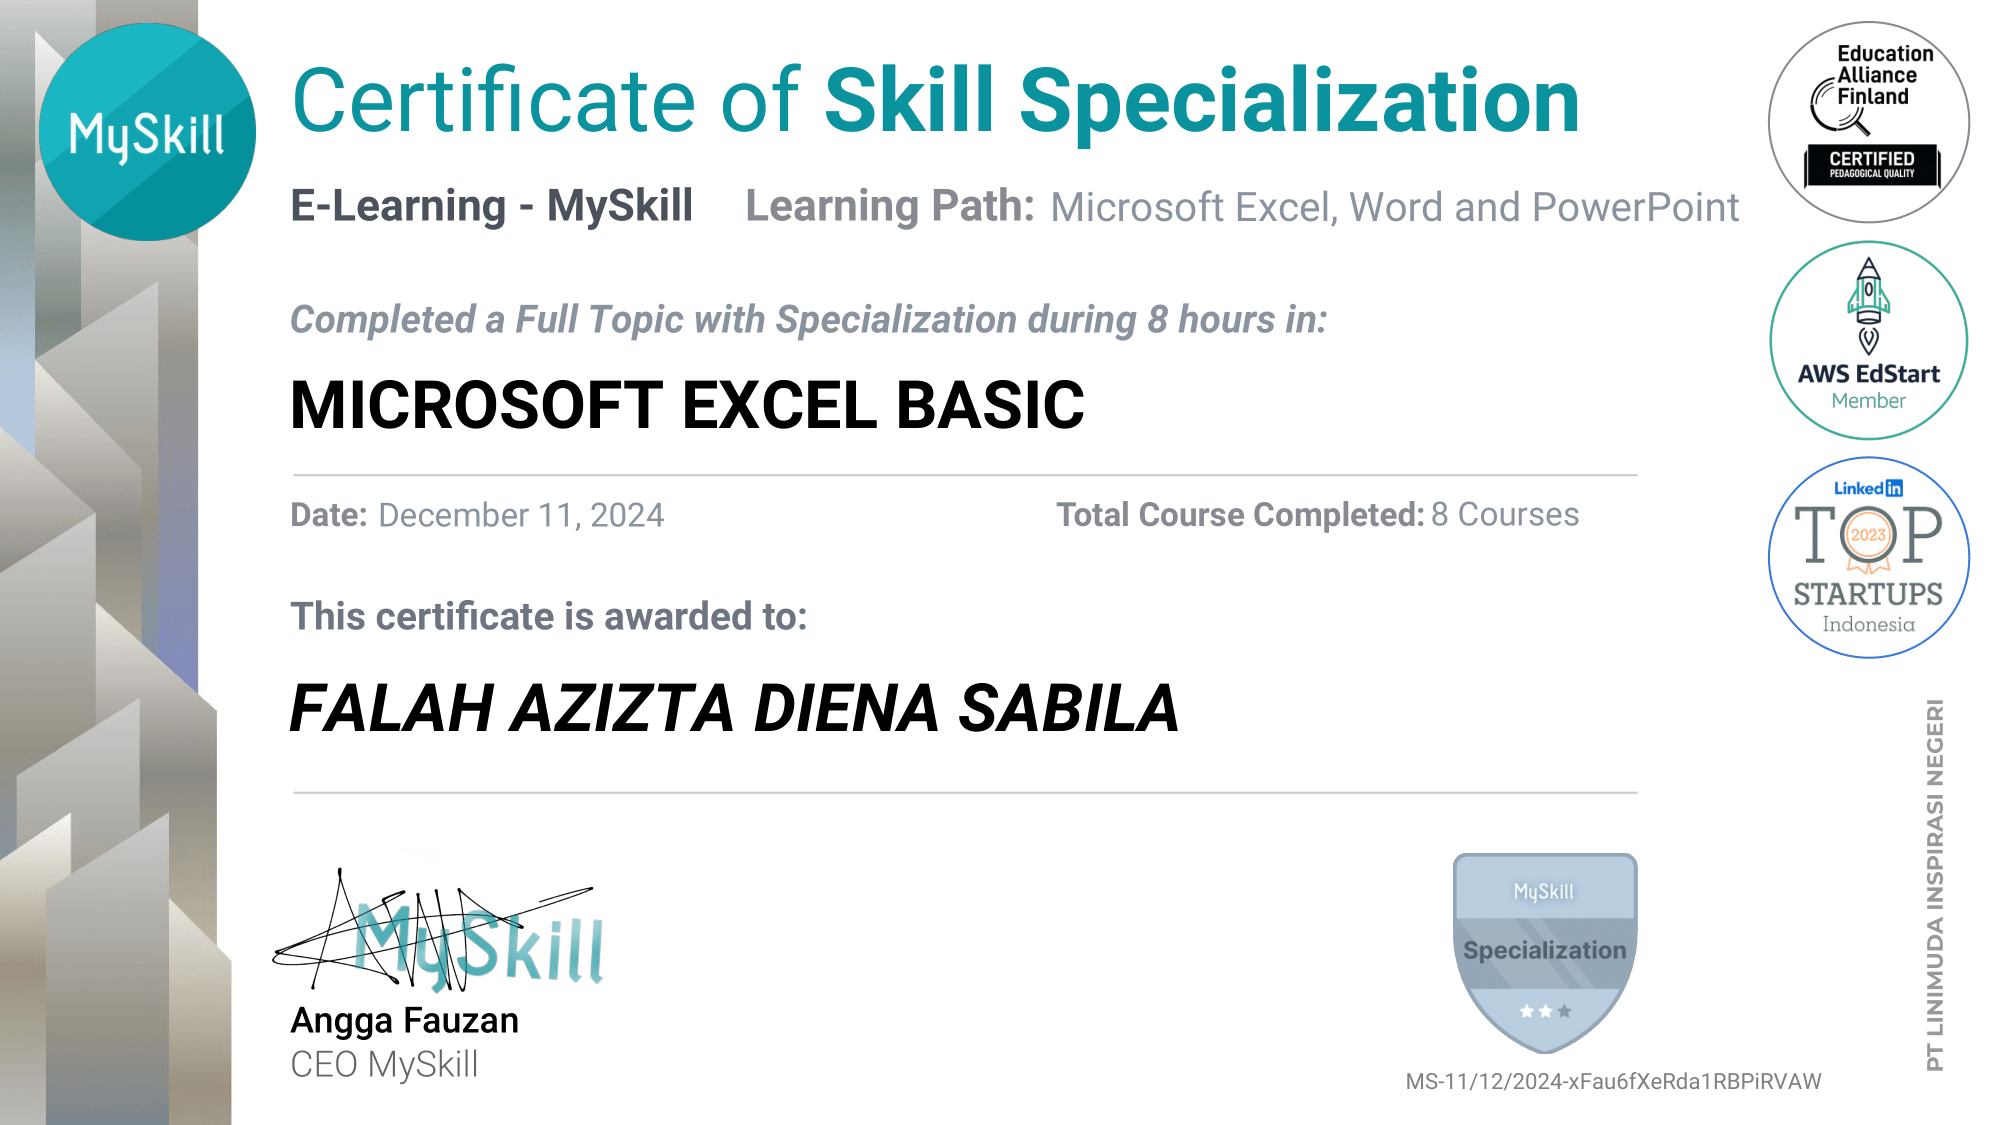 MySkill
Certificate of Skill Specialization
E-Learning - MySkill Learning Path: Microsoft Excel, Word and PowerPoint
Completed a Full Topic with Specialization during 8 hours in:
MICROSOFT EXCEL BASIC
Date: December 11, 2024 Total Course Completed: 8 Courses
This certificate is awarded to:
FALAH AZIZTA DIENA SABILA
MySkill
Angga Fauzan
CEO MySkill
MySkill
Specialization
MS-11/12/2024-xFau6fXeRda1RBPiRVAW
Education
Alliance
Finland
CERTIFIED
PEDAGOGICAL QUALITY
AWS EdStart
Member
Linked in
TOP
2023
STARTUPS
Indonesia
PT LINIMUDA INSPIRASI NEGERI